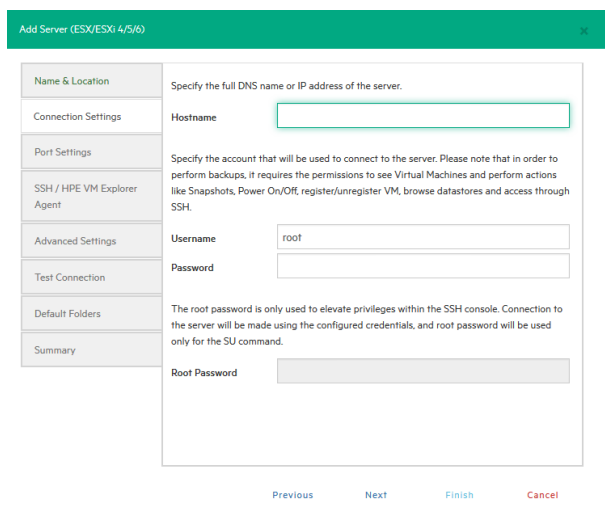 Add Server (ESX/ESXi 4/5/6)
×
Name & Location
Connection Settings
Port Settings
SSH / HPE VM Explorer
Agent
Advanced Settings
Test Connection
Default Folders
Summary
Specify the full DNS name or IP address of the server.
Hostname
Specify the account that will be used to connect to the server. Please note that in order to
perform backups, it requires the permissions to see Virtual Machines and perform actions
like Snapshots, Power On/Off, register/unregister VM, browse datastores and access through
SSH.
Username root
Password
The root password is only used to elevate privileges within the SSH console. Connection to
the server will be made using the configured credentials, and root password will be used
only for the SU command.
Root Password
Previous Next Finish Cancel